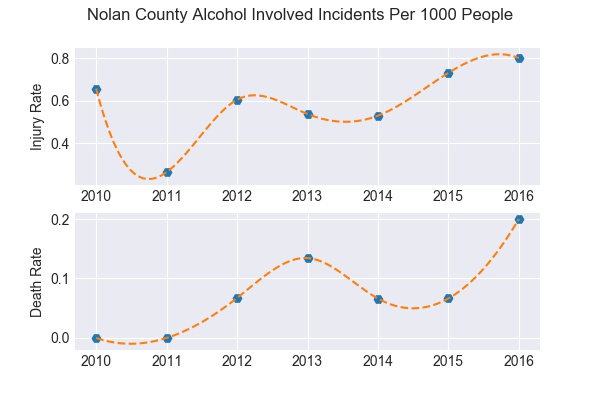 Nolan County Alcohol Involved Incidents Per 1000 People
Injury Rate
0.8
0.6
0.4
2010 2011 2012 2013 2014 2015 2016
Death Rate
0.2
0.1
0.0
2010 2011 2012 2013 2014 2015 2016